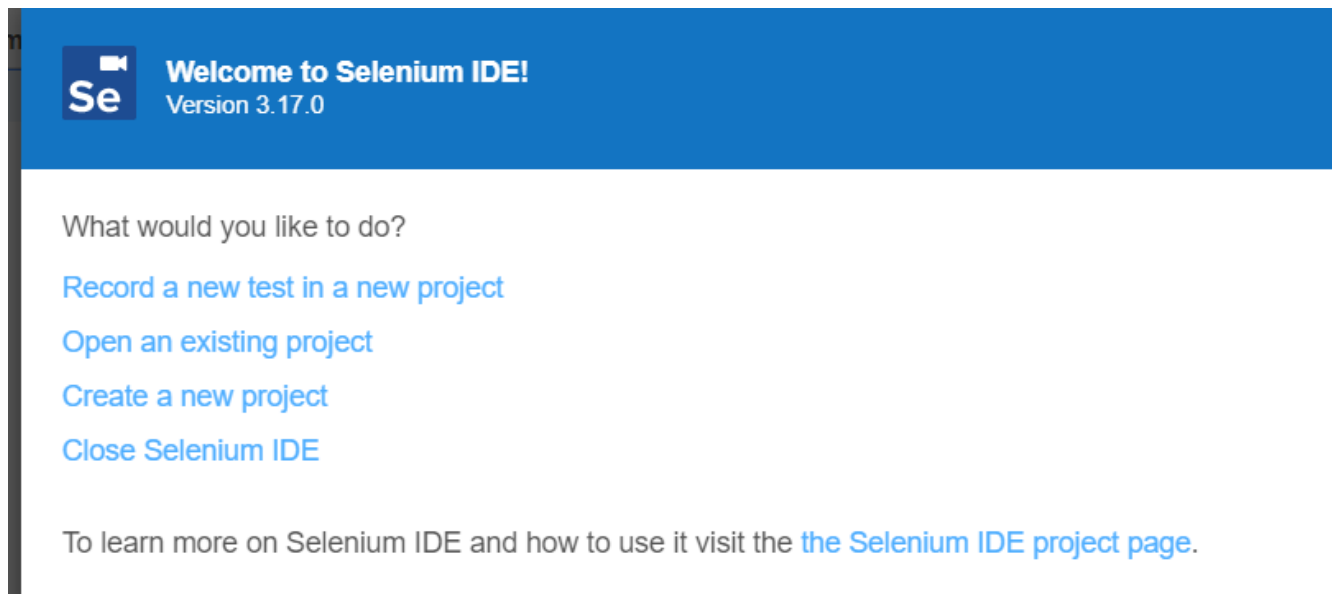 Se
Welcome to Selenium IDE!
Version 3.17.0
What would you like to do?
Record a new test in a new project
Open an existing project
Create a new project
Close Selenium IDE
To learn more on Selenium IDE and how to use it visit the the Selenium IDE project page.